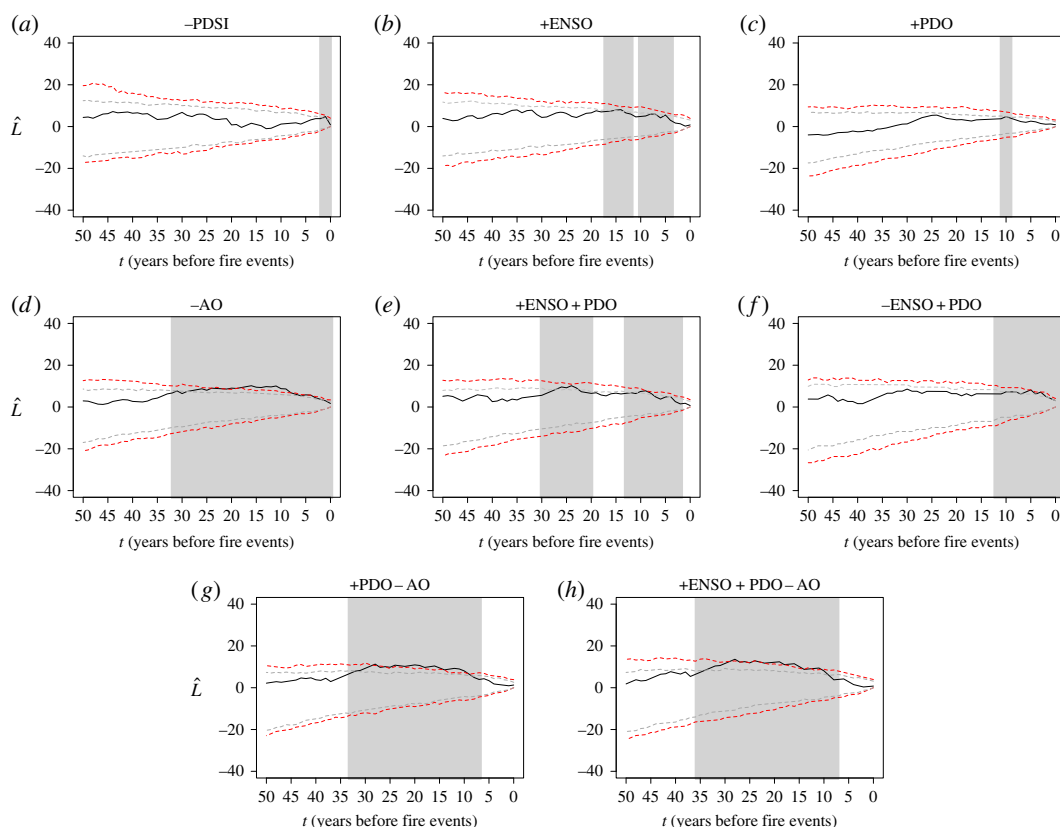 (a) –PDSI (b) +ENSO (c) +PDO
40 40 40
20 20 20
L̂ 0 0 0
–20 –20 –20
–40 –40 –40
50 45 40 35 30 25 20 15 10 5 0 50 45 40 35 30 25 20 15 10 5 0 50 45 40 35 30 25 20 15 10 5 0
t (years before fire events) t (years before fire events) t (years before fire events)
(d) –AO (e) +ENSO + PDO (f) –ENSO + PDO
40 40 40
20 20 20
L̂ 0 0 0
–20 –20 –20
–40 –40 –40
50 45 40 35 30 25 20 15 10 5 0 50 45 40 35 30 25 20 15 10 5 0 50 45 40 35 30 25 20 15 10 5 0
t (years before fire events) t (years before fire events) t (years before fire events)
(g) +PDO – AO (h) +ENSO + PDO – AO
40 40
20 20
L̂ 0 0
–20 –20
–40 –40
50 45 40 35 30 25 20 15 10 5 0 50 45 40 35 30 25 20 15 10 5 0
t (years before fire events) t (years before fire events)